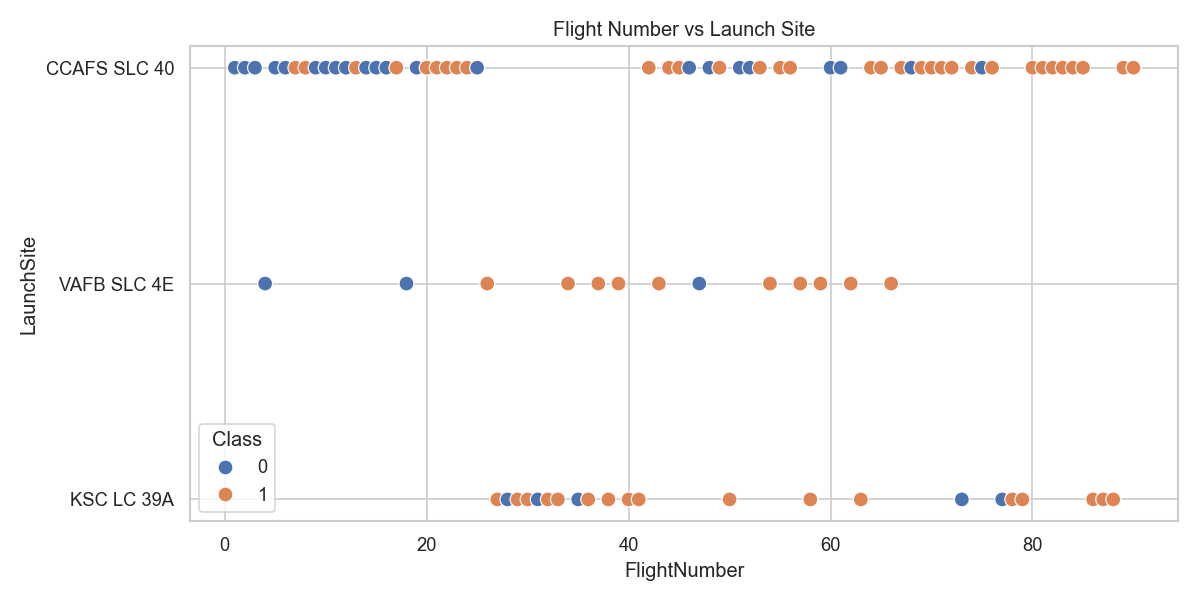 Flight Number vs Launch Site
LaunchSite
CCAFS SLC 40
VAFB SLC 4E
KSC LC 39A
Class
0
1
0
20
40
60
80
FlightNumber